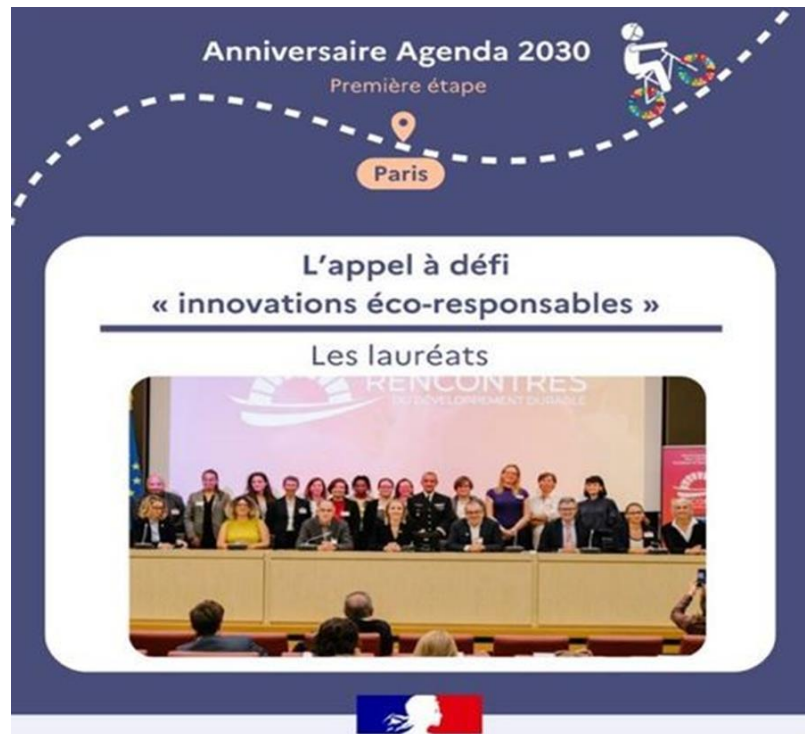 Anniversaire Agenda 2030
Première étape
Paris
L'appel à défi
« innovations éco-responsables »
Les lauréats
RENCONTRES
DU DÉVELOPPEMENT DURABLE